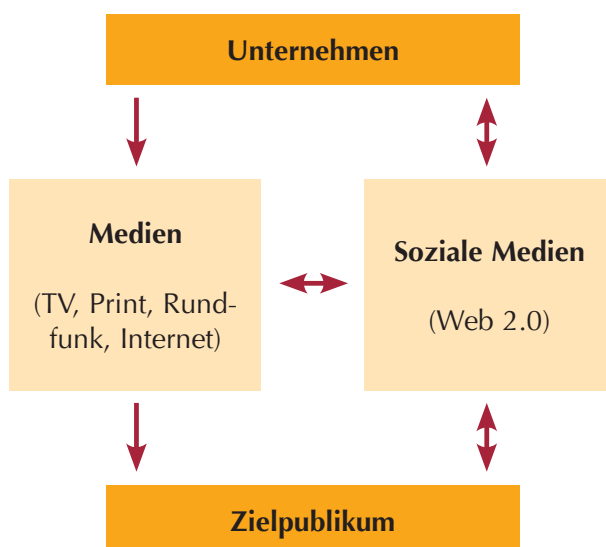 Unternehmen
Medien
(TV, Print, Rund-
funk, Internet)
Soziale Medien
(Web 2.0)
Zielpublikum